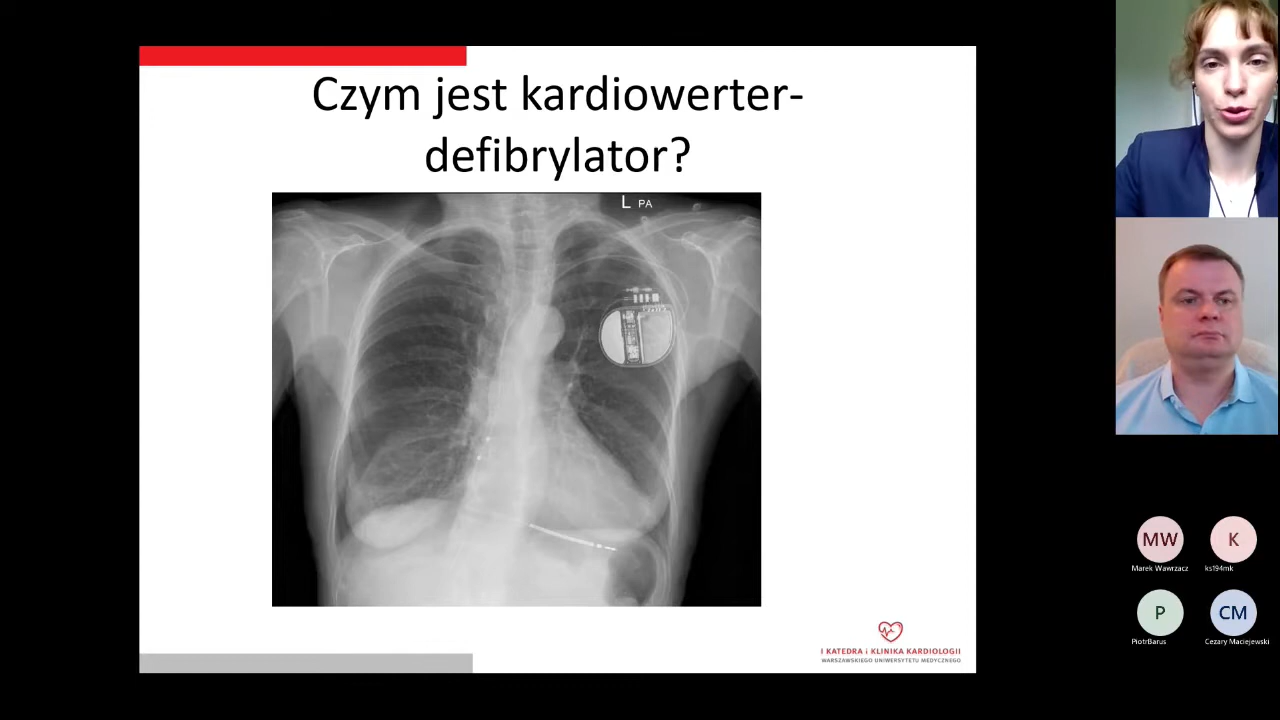 Czym jest kardiowerter-
defibrylator?
L PA
I KATEDRA i KLINIKA KARDIOLOGII
WARSZAWSKIEGO UNIWERSYTETU MEDYCZNEGO
MW
K
Marek Wawrzacz
ks194mk
P
CM
PiotrBarus
Cezary Maciejewski